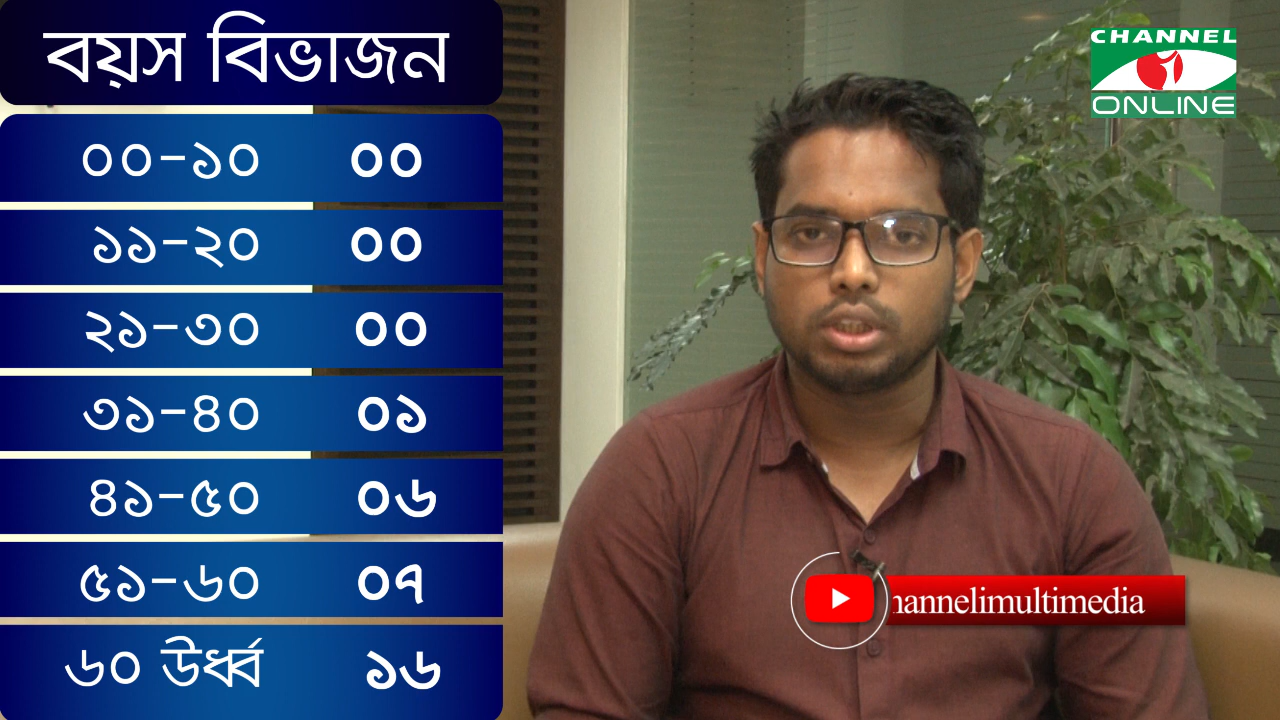 বয়স বিভাজন
০০-১০ ০০
১১-২০ ০০
২১-৩০ ০০
৩১-৪০ ০১
৪১-৫০ ০৬
৫১-৬০ ০৭
৬০ উর্ধ্ব ১৬
CHANNEL
i
ONLINE
hannelimultimedia